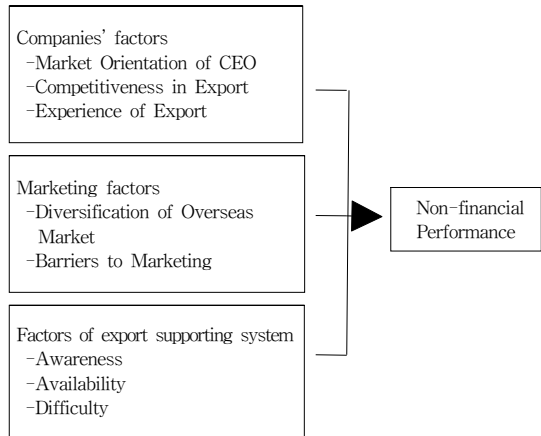 Companies' factors
-Market Orientation of CEO
-Competitiveness in Export
-Experience of Export
Marketing factors
-Diversification of Overseas
Market
-Barriers to Marketing
Factors of export supporting system
-Awareness
-Availability
-Difficulty
Non-financial
Performance